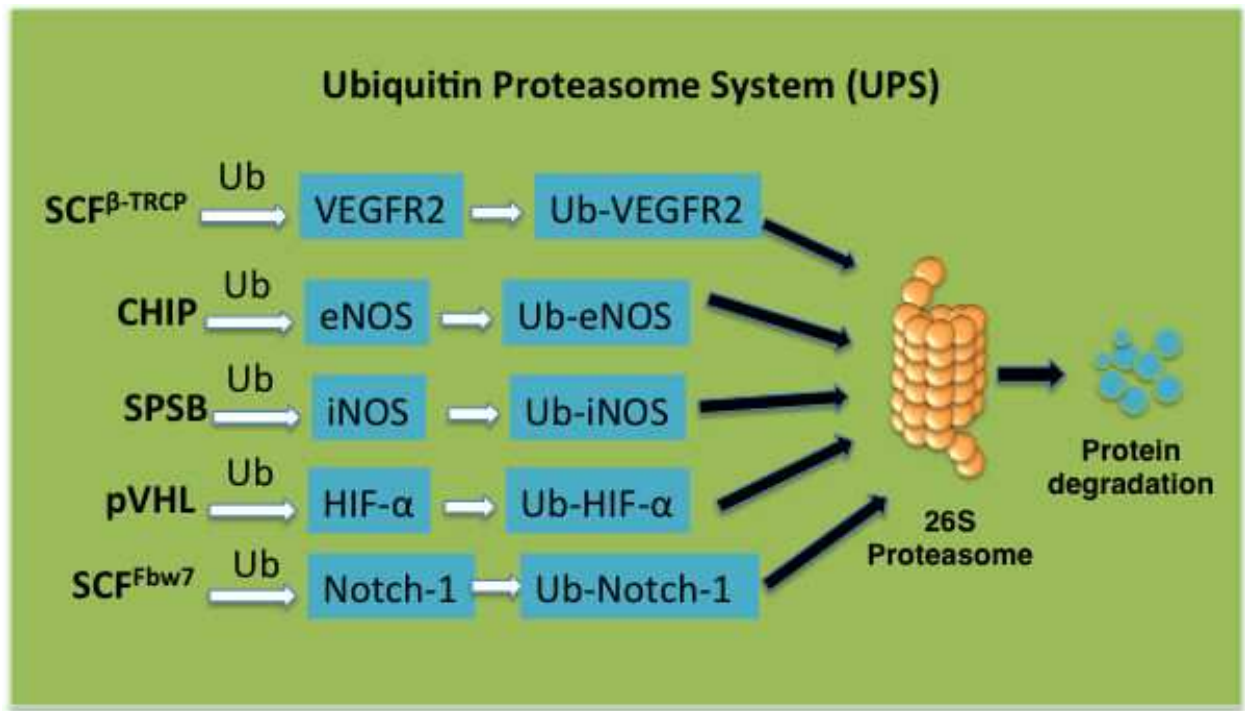 Ubiquitin Proteasome System (UPS)
Ub
SCFβ-TRCP VEGFR2 Ub-VEGFR2
Ub
CHIP eNOS Ub-eNOS
Ub
SPSB iNOS Ub-iNOS
Ub
pVHL HIF-α Ub-HIF-α
Ub
SCFFbw7 Notch-1 Ub-Notch-1
26S
Proteasome
Protein
degradation